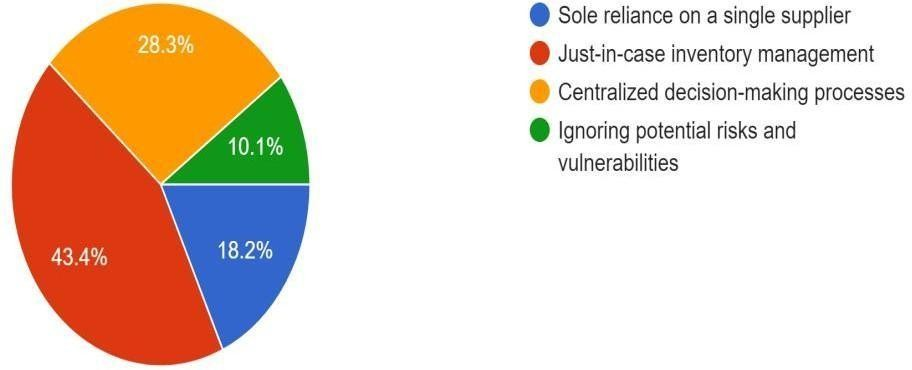 28.3%
10.1%
43.4%
18.2%
Sole reliance on a single supplier
Just-in-case inventory management
Centralized decision-making processes
Ignoring potential risks and
vulnerabilities